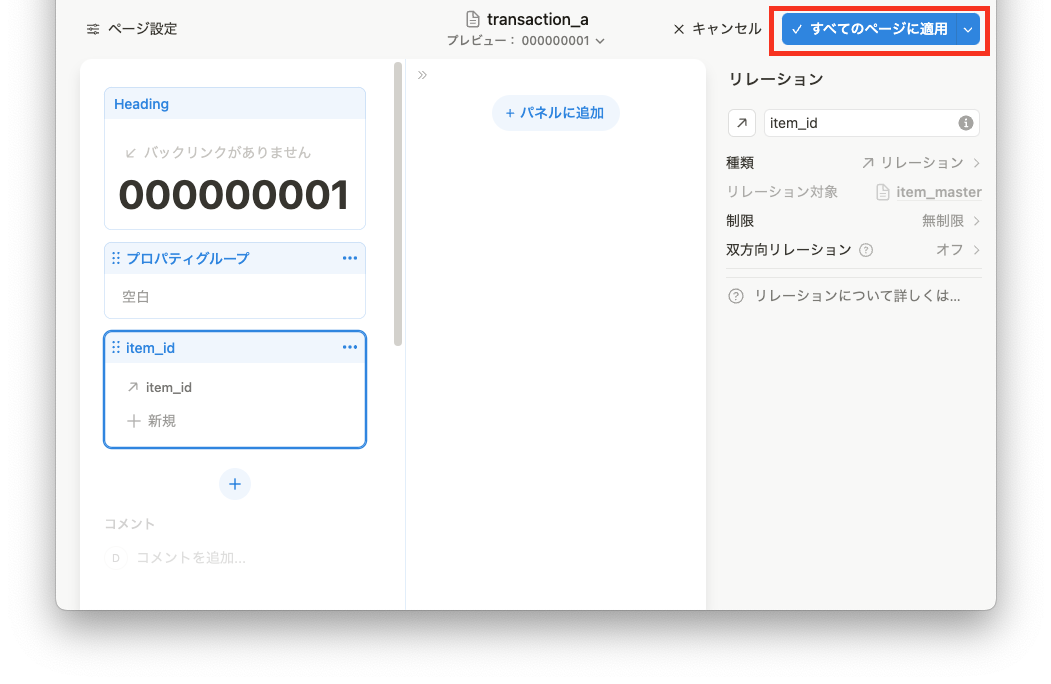 ページ設定
transaction_a
プレビュー： 000000001
キャンセル
すべてのページに適用
Heading
バックリンクがありません
000000001
プロパティグループ
空白
item_id
item_id
新規
コメント
D コメントを追加...
+ パネルに追加
リレーション
item_id
種類 リレーション
リレーション対象 item_master
制限 無制限
双方向リレーション オフ
リレーションについて詳しくは...